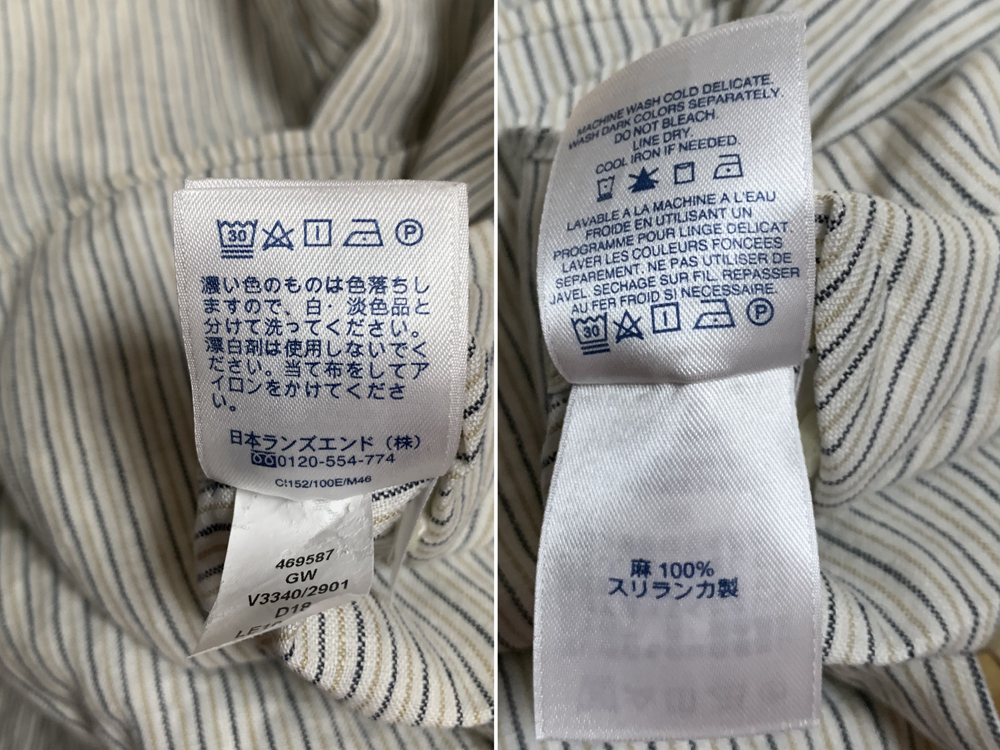 30
P
濃い色のものは色落ちし
ますので、白・淡色品と
分けて洗ってください。
漂白剤は使用しないでく
ださい。当て布をしてア
イロンをかけてくださ
い。
日本ランズエンド（株）
0120-554-774
C:152/100E/M46
469587
GW
V3340/2901
D18
MACHINE WASH COLD DELICATE.
WASH DARK COLORS SEPARATELY.
DO NOT BLEACH.
LINE DRY.
COOL IRON IF NEEDED.
LAVABLE A LA MACHINE A L'EAU
FROIDE EN UTILISANT UN
PROGRAMME POUR LINGE DELICAT.
LAVER LES COULEURS FONCEES
SEPAREMENT. NE PAS UTILISER DE
JAVEL. SECHAGE SUR FIL. REPASSER
AU FER FROID SI NECESSAIRE.
30
P
麻 100%
スリランカ製